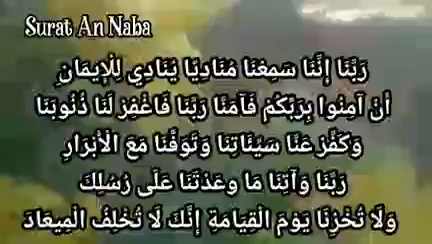 Surat An Naba
رَبَّنَا إِنَّنَا سَمِعْنَا مُنَادِيًا يُنَادِي لِلْإِيمَانِ
أَنْ آمِنُوا بِرَبِّكُمْ فَآمَنَّا رَبَّنَا فَاغْفِرْ لَنَا ذُنُوبَنَا
وَكَفِّرْ عَنَّا سَيِّئَاتِنَا وَتَوَفَّنَا مَعَ الْأَبْرَارِ
رَبَّنَا وَآتِنَا مَا وَعَدْتَنَا عَلَى رُسُلِكَ
وَلَا تُخْزِنَا يَوْمَ الْقِيَامَةِ إِنَّكَ لَا تُخْلِفُ الْمِيعَادَ